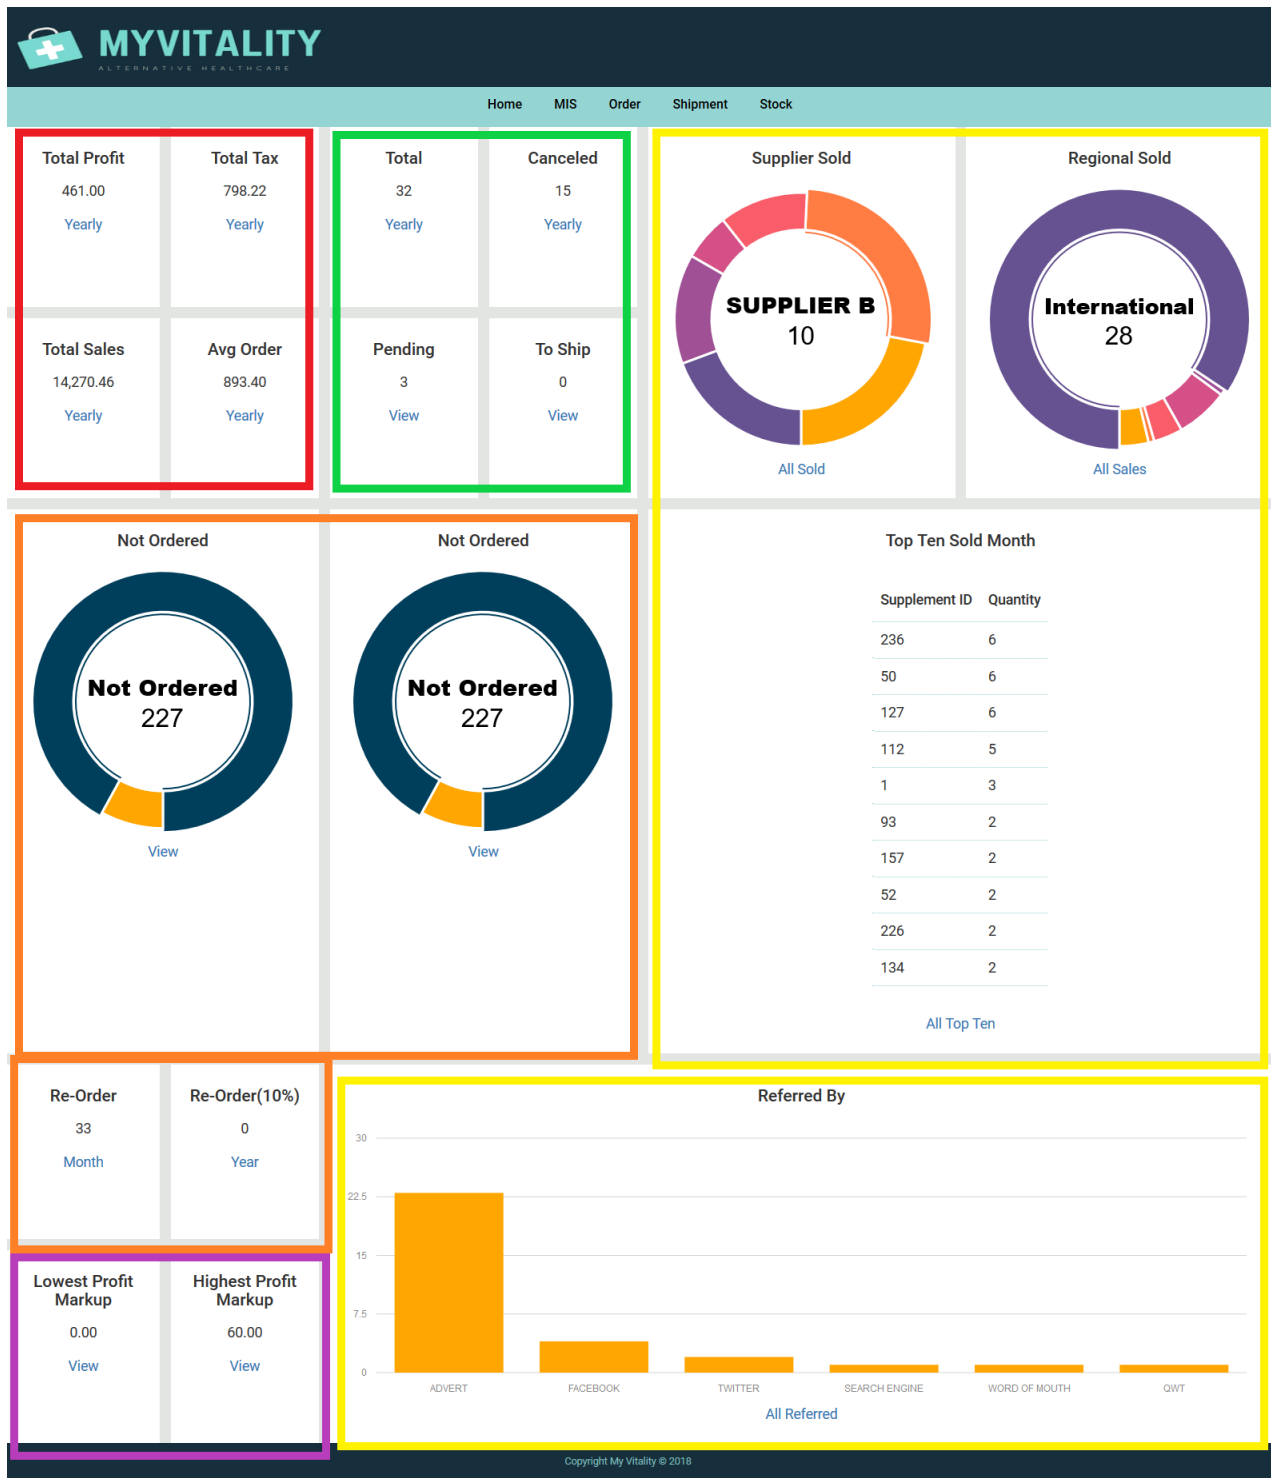 MYVITALITY
ALTERNATIVE HEALTHCARE
Home MIS Order Shipment Stock
Total Profit
461.00
Yearly
Total Tax
798.22
Yearly
Total
32
Yearly
Canceled
15
Yearly
Total Sales
14,270.46
Yearly
Avg Order
893.40
Yearly
Pending
3
View
To Ship
0
View
Supplier Sold
SUPPLIER B
10
All Sold
Regional Sold
International
28
All Sales
Not Ordered
Not Ordered
227
View
Not Ordered
Not Ordered
227
View
Top Ten Sold Month
Supplement ID Quantity
236 6
50 6
127 6
112 5
1 3
93 2
157 2
52 2
226 2
134 2
All Top Ten
Re-Order
33
Month
Re-Order(10%)
0
Year
Lowest Profit
Markup
0.00
View
Highest Profit
Markup
60.00
View
Referred By
30
22.5
15
7.5
0
ADVERT FACEBOOK TWITTER SEARCH ENGINE WORD OF MOUTH QWT
All Referred
Copyright My Vitality © 2018